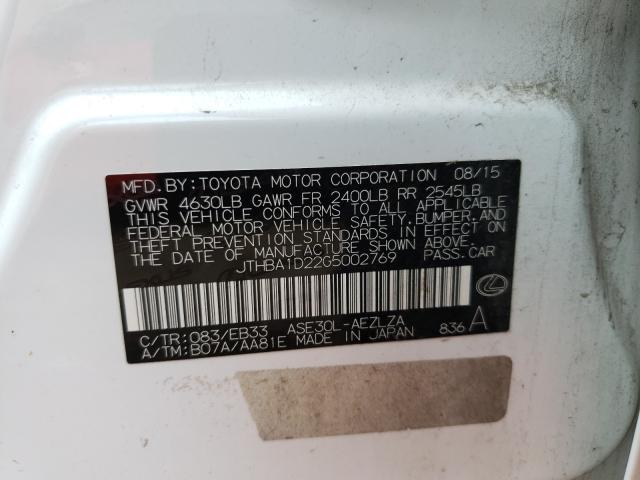 MFD.BY:TOYOTA MOTOR CORPORATION 08/15
GVWR 4630LB GAWR FR 2400LB RR 2545LB
THIS VEHICLE CONFORMS TO ALL APPLICABLE
FEDERAL MOTOR VEHICLE SAFETY,BUMPER,AND
THEFT PREVENTION STANDARDS IN EFFECT ON
THE DATE OF MANUFACTURE SHOWN ABOVE.
JTHBA1D22G5002769 PASS.CAR
C/TR:083/EB33 ASE30L-AEZLZA
A/TM:B07A/AA81E MADE IN JAPAN 836 A